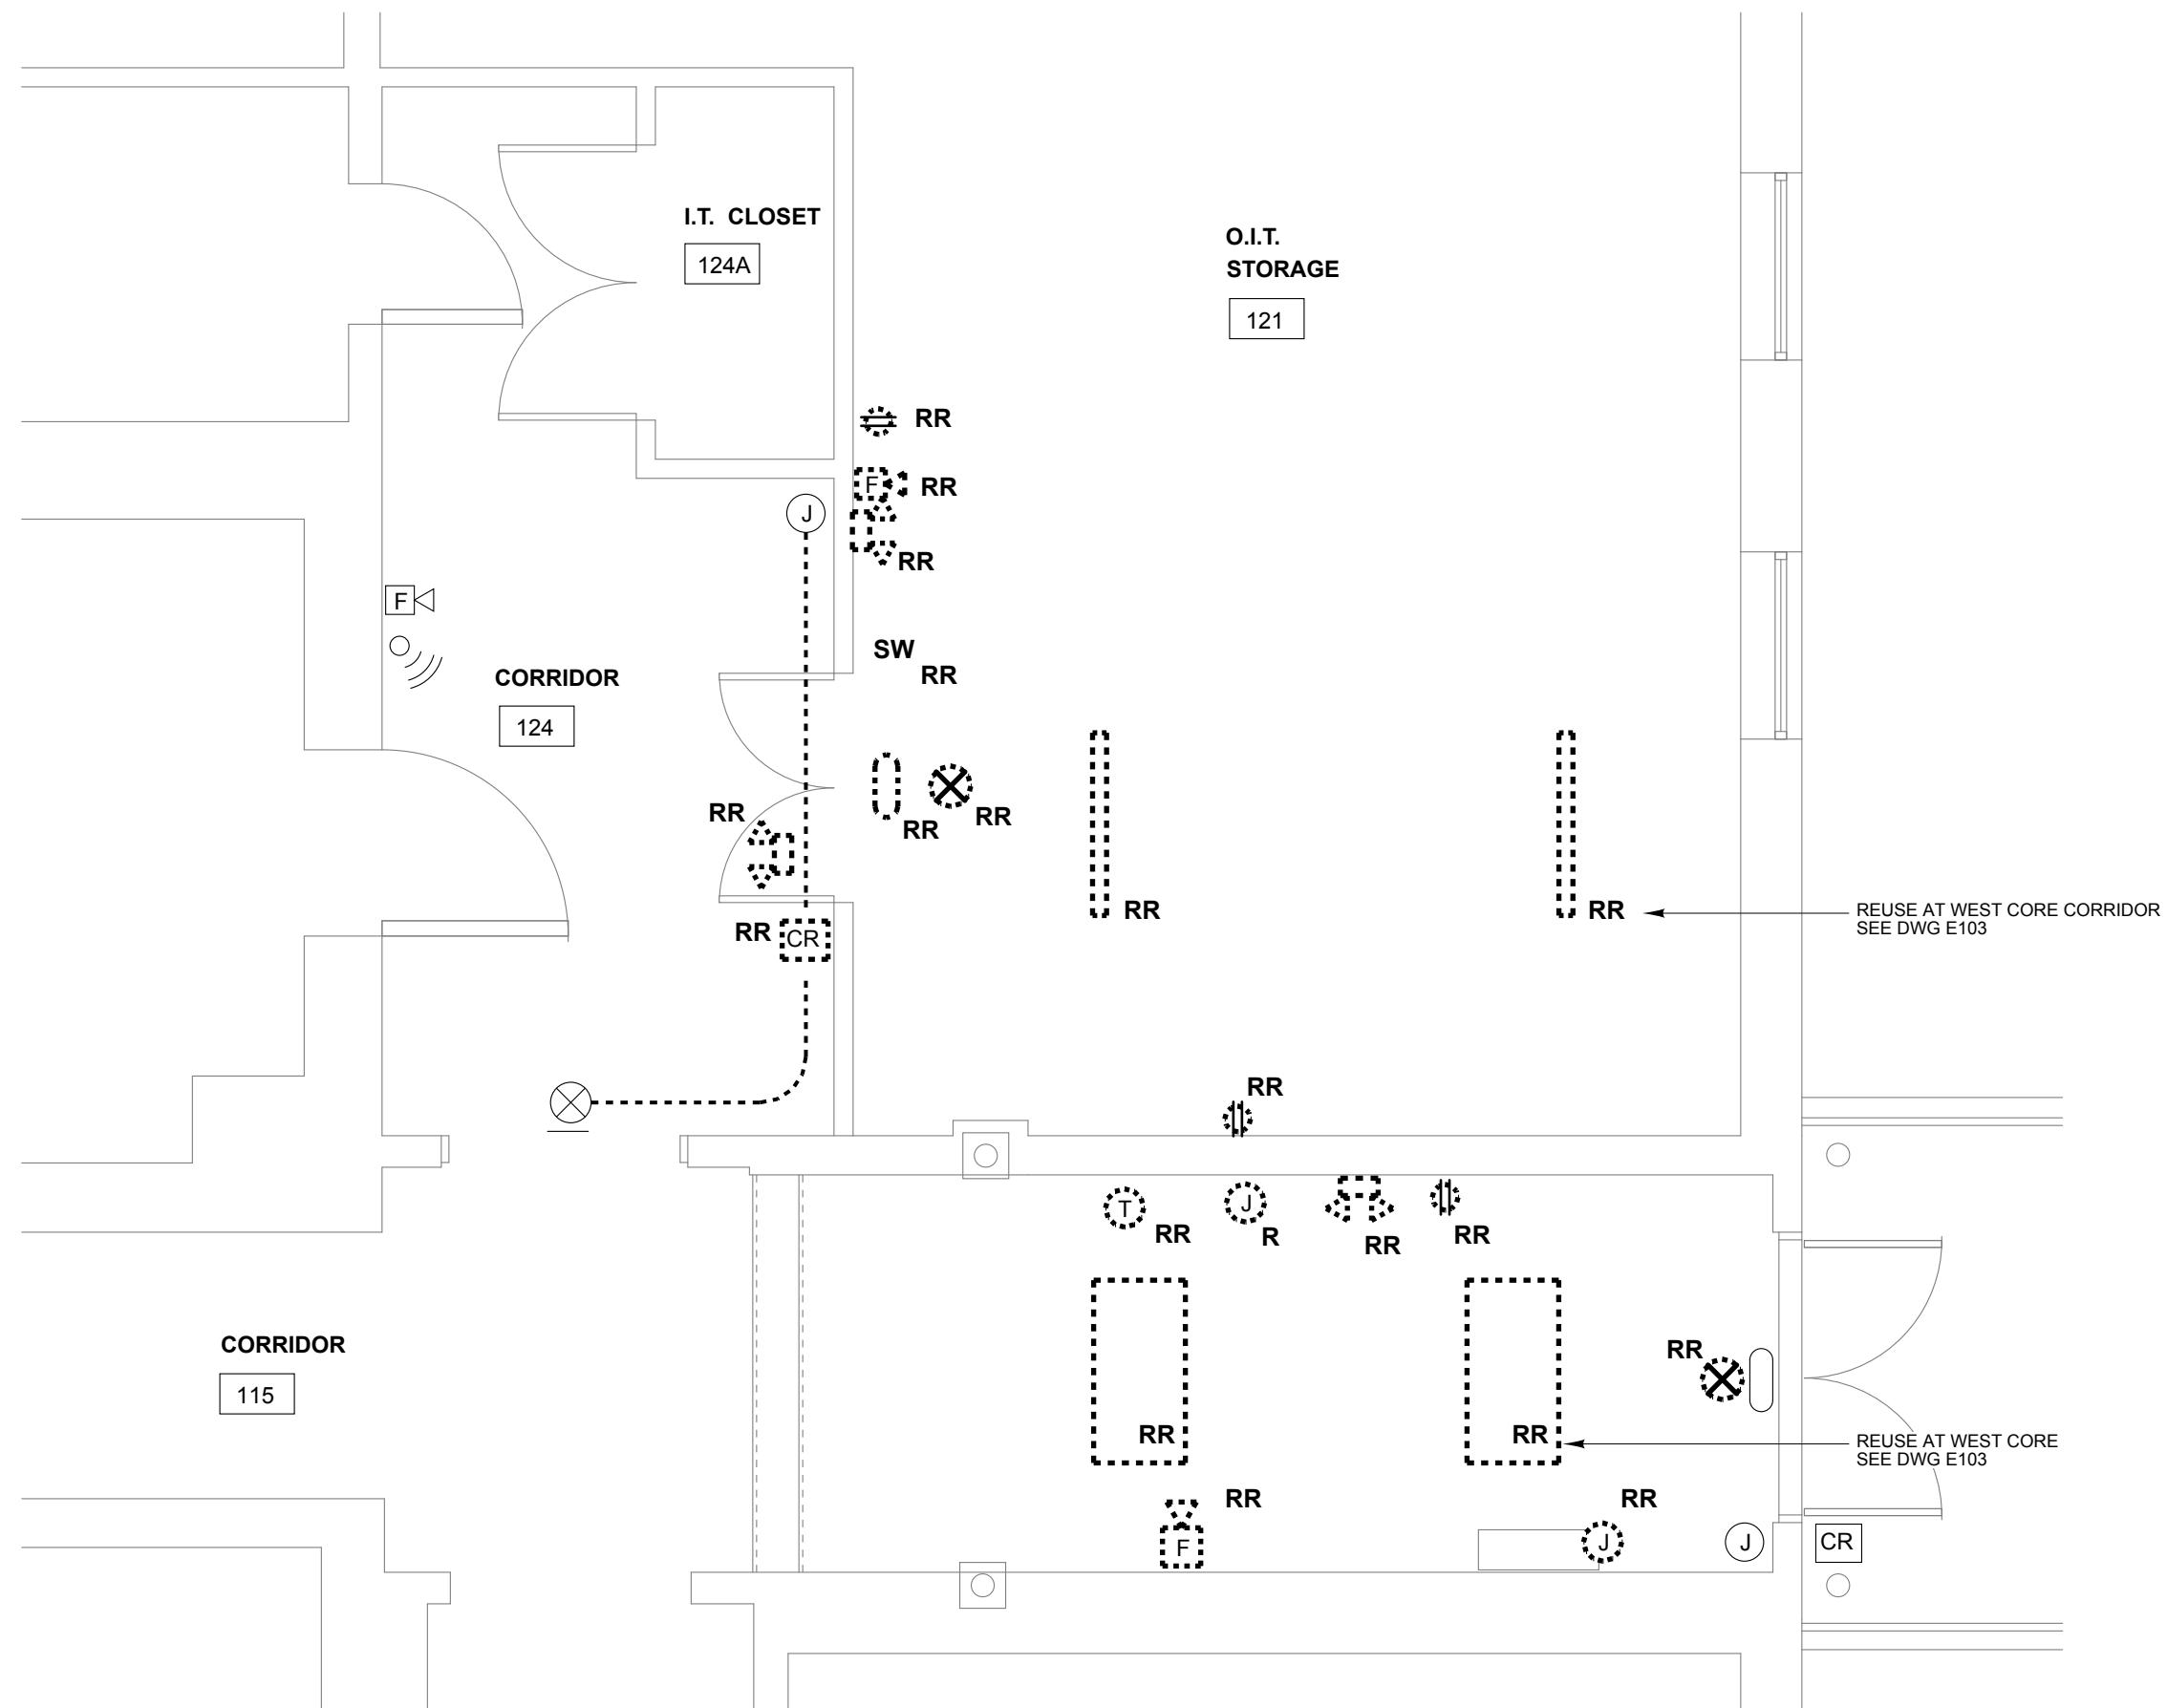 I.T. CLOSET
124A
O.I.T.
STORAGE
121
RR
F
RR
J
RR
F
SW
RR
CORRIDOR
124
RR
RR
RR
RR
RR
REUSE AT WEST CORE CORRIDOR
SEE DWG E103
RR
CR
RR
T
RR
J
R
RR
RR
CORRIDOR
115
RR
RR
RR
REUSE AT WEST CORE
SEE DWG E103
RR
F
RR
J
J
CR